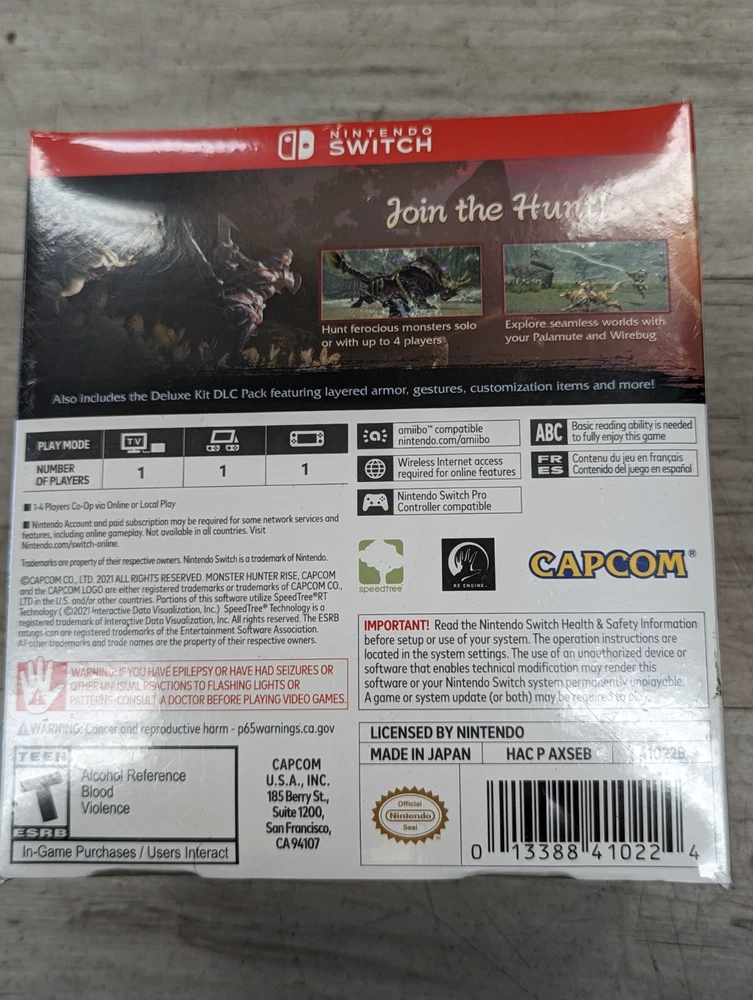 NINTENDO
SWITCH
Join the Hunt!
Hunt ferocious monsters solo
or with up to 4 players
Explore seamless worlds with
your Palamute and Wirebug
Also includes the Deluxe Kit DLC Pack featuring layered armor, gestures, customization items and more!
PLAY MODE
TV
NUMBER
OF PLAYERS
1
1
1
amiibo™ compatible
nintendo.com/amiibo
ABC
Basic reading ability is needed
to fully enjoy this game
Wireless Internet access
required for online features
FR
ES
Contenu du jeu en français
Contenido del juego en español
Nintendo Switch Pro
Controller compatible
1-4 Players Co-Op via Online or Local Play
Nintendo Account and paid subscription may be required for some network services and
features, including online gameplay. Not available in all countries. Visit
Nintendo.com/switch-online.
Trademarks are property of their respective owners. Nintendo Switch is a trademark of Nintendo.
©CAPCOM CO., LTD. 2021 ALL RIGHTS RESERVED. MONSTER HUNTER RISE, CAPCOM
and the CAPCOM LOGO are either registered trademarks or trademarks of CAPCOM CO.,
LTD in the U.S. and/or other countries. Portions of this software utilize SpeedTree®RT
Technology (©2021 Interactive Data Visualization, Inc.) SpeedTree® Technology is a
registered trademark of Interactive Data Visualization, Inc. All rights reserved. The ESRB
ratings icon are registered trademarks of the Entertainment Software Association.
All other trademarks and trade names are the property of their respective owners.
speedtree®
RE ENGINE.
CAPCOM®
IMPORTANT! Read the Nintendo Switch Health & Safety Information
before setup or use of your system. The operation instructions are
located in the system settings. The use of an unauthorized device or
software that enables technical modification may render this
software or your Nintendo Switch system permanently unplayable.
A game or system update (or both) may be required to play.
WARNING: IF YOU HAVE EPILEPSY OR HAVE HAD SEIZURES OR
OTHER UNUSUAL REACTIONS TO FLASHING LIGHTS OR
PATTERNS, CONSULT A DOCTOR BEFORE PLAYING VIDEO GAMES.
WARNING: Cancer and reproductive harm - p65warnings.ca.gov
LICENSED BY NINTENDO
MADE IN JAPAN
HAC P AXSEB
41022B
TEEN
T
ESRB
Alcohol Reference
Blood
Violence
In-Game Purchases / Users Interact
CAPCOM
U.S.A., INC.
185 Berry St.,
Suite 1200,
San Francisco,
CA 94107
Official
Nintendo
Seal
0 13388 41022 4